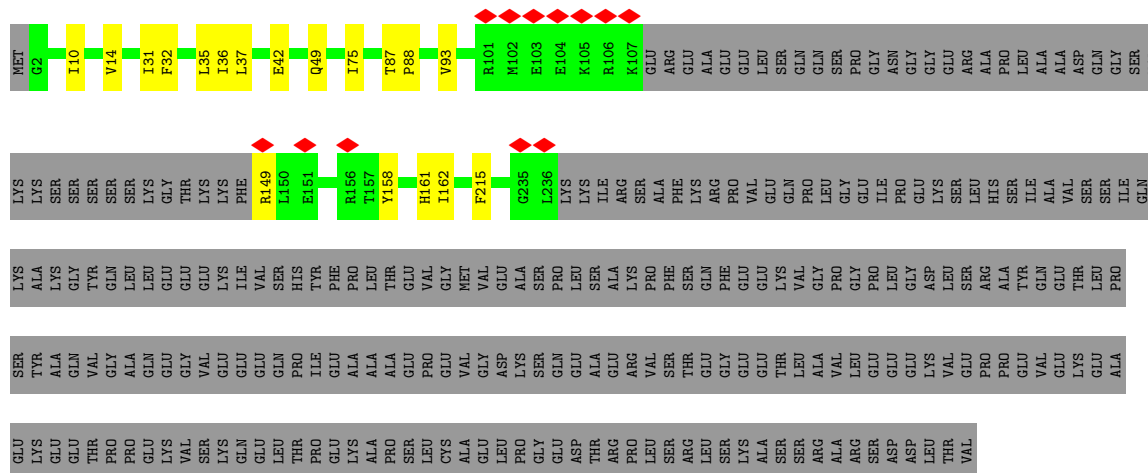 MET G2 I10 V14 I31 F32 L35 I36 L37 E42 Q49 I75 T87 P88 V93 R101 M102 E103 E104 K105 R106 K107 GLU ARG GLU ALA GLU GLU LEU SER GLN GLN SER PRO GLY ASN GLY GLY GLU ARG ALA PRO LEU ALA ALA ASP GLN GLY SER
LYS LYS SER SER SER SER SER LYS GLY THR LYS LYS PHE R149 L150 E151 R156 T157 Y158 H161 I162 F215 G235 L236 LYS LYS ILE ARG SER ALA PHE LYS ARG PRO VAL GLU GLN PRO LEU GLY GLU ILE PRO GLU LYS SER LEU HIS SER ILE ALA VAL SER SER ILE GLN
LYS ALA LYS GLY TYR GLN LEU LEU GLU GLU GLU LYS ILE VAL SER HIS TYR PHE PRO LEU THR GLU VAL GLY MET VAL GLU ALA SER PRO LEU SER ALA LYS PRO PHE SER GLN PHE GLU GLU LYS VAL GLY PRO GLY PRO LEU GLY ASP LEU SER ARG ALA TYR GLN GLU THR LEU PRO
SER TYR ALA GLN VAL GLY ALA GLN GLU GLY VAL GLU GLU GLU GLN PRO ILE GLU ALA ALA ALA GLU PRO GLU VAL GLY ASP LYS SER GLN GLU ALA GLU ARG VAL SER THR GLU GLY GLU GLU THR LEU ALA VAL LEU GLU GLU GLU LYS VAL GLU PRO PRO GLU VAL GLU LYS GLU ALA
GLU LYS GLU GLU THR PRO PRO GLU LYS VAL SER LYS GLN GLU LEU THR PRO GLU LYS ALA PRO SER LEU CYS ALA GLU LEU PRO GLY GLU ASP THR ARG PRO LEU SER ARG LEU SER LYS ALA SER SER ARG ALA ARG SER ASP ASP LEU THR VAL